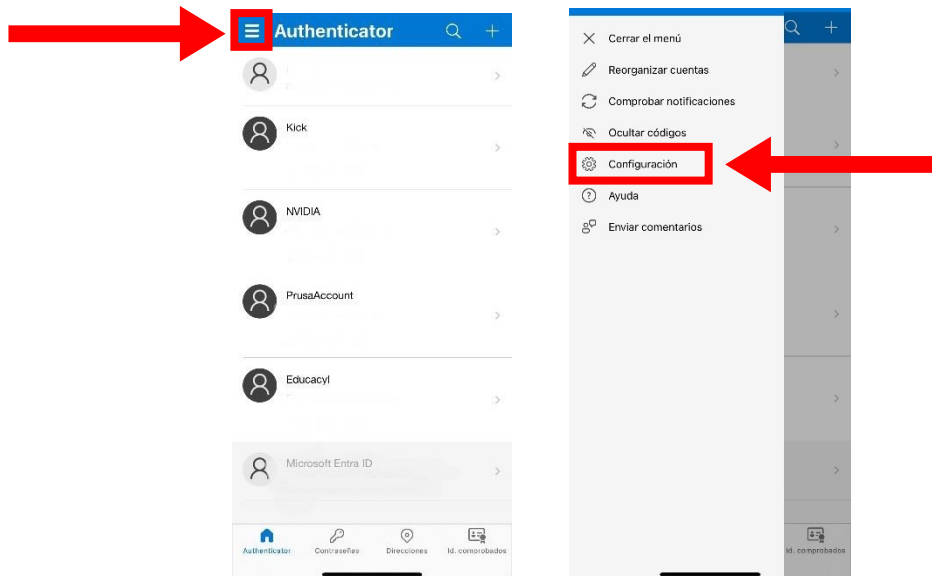 Authenticator
Kick
NVIDIA
PrusaAccount
Educacyl
Microsoft Entra ID
Authenticator
Contraseñas
Direcciones
Id. comprobados
Cerrar el menú
Reorganizar cuentas
Comprobar notificaciones
Ocultar códigos
Configuración
Ayuda
Enviar comentarios
Id. comprobados